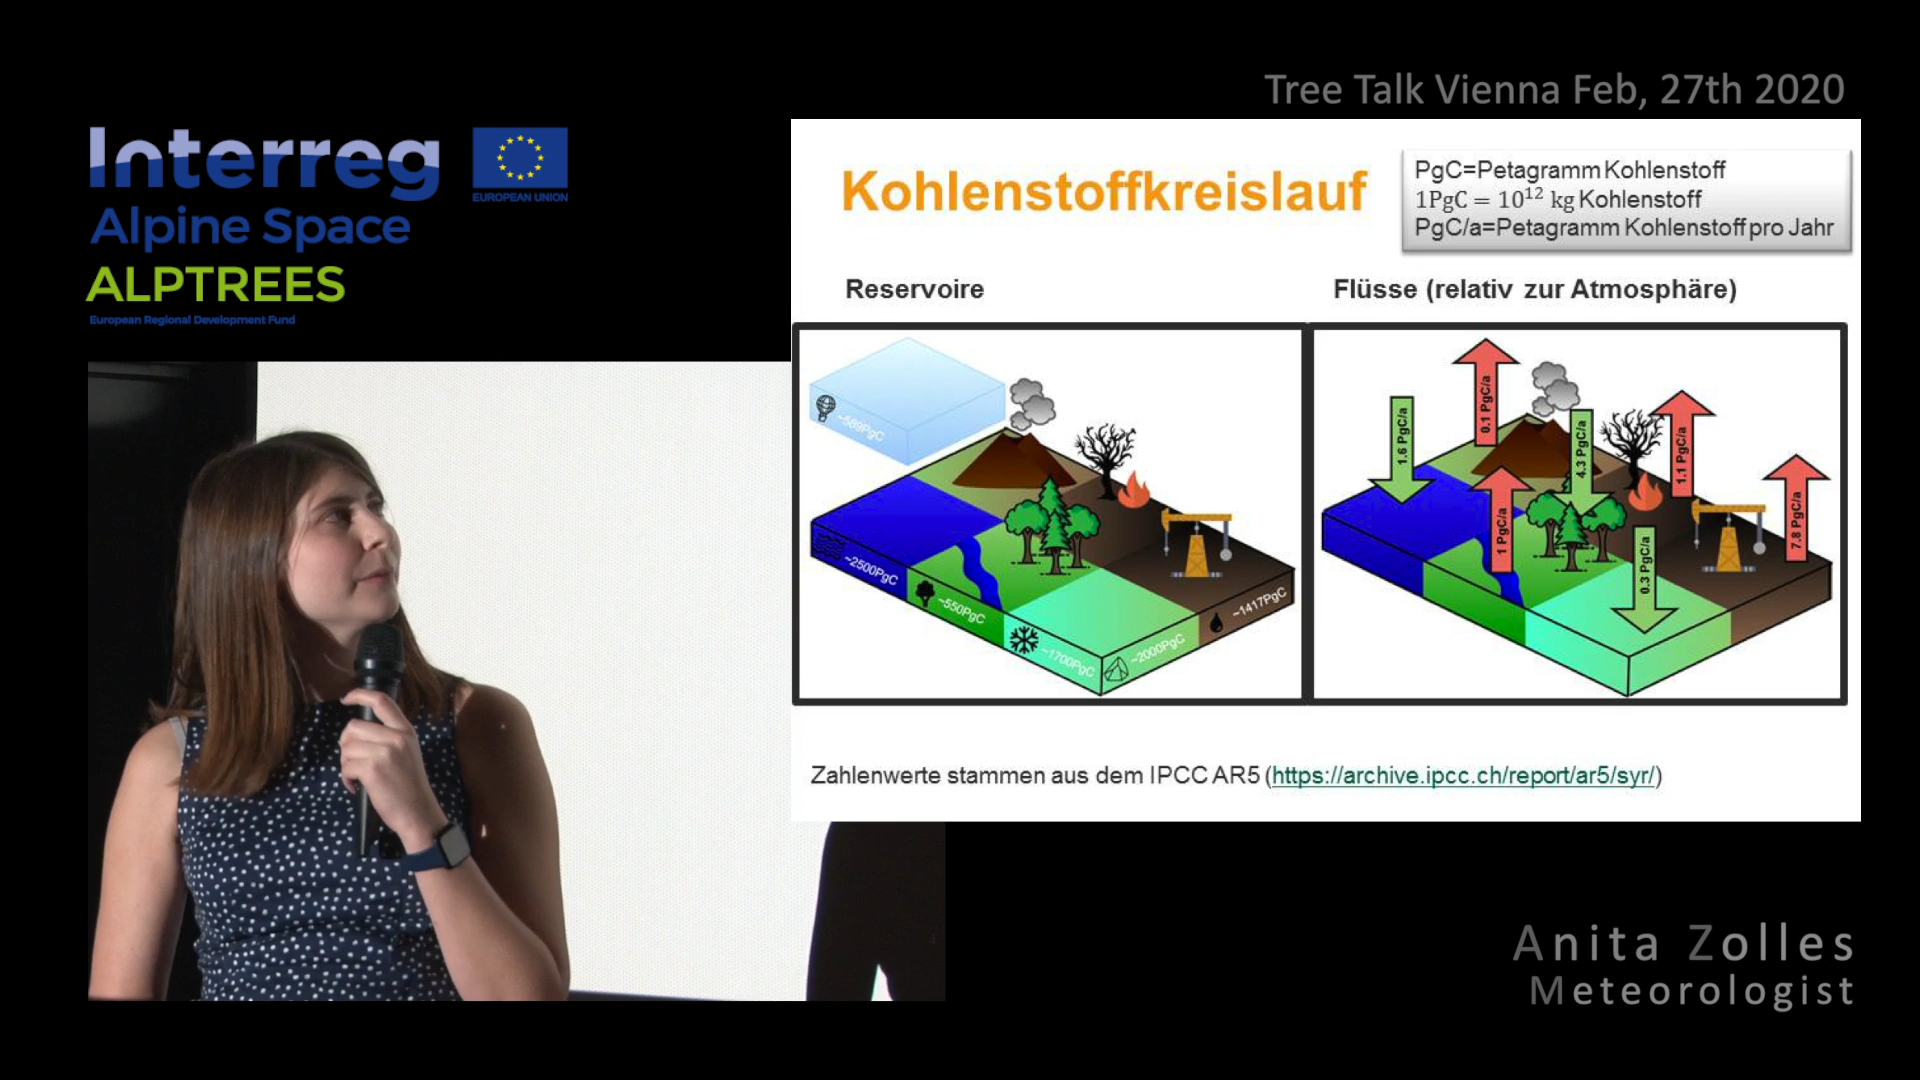 Tree Talk Vienna Feb, 27th 2020
Interreg
EUROPEAN UNION
Alpine Space
ALPTREES
European Regional Development Fund
Kohlenstoffkreislauf
PgC=Petagramm Kohlenstoff
1PgC = 10¹² kg Kohlenstoff
PgC/a=Petagramm Kohlenstoff pro Jahr
Reservoire
Flüsse (relativ zur Atmosphäre)
~589PgC
~2500PgC
~550PgC
~1700PgC
~2000PgC
~1417PgC
1.6 PgC/a
0.1 PgC/a
4.3 PgC/a
1.1 PgC/a
1 PgC/a
0.3 PgC/a
7.8 PgC/a
Zahlenwerte stammen aus dem IPCC AR5 (https://archive.ipcc.ch/report/ar5/syr/)
Anita Zolles
Meteorologist